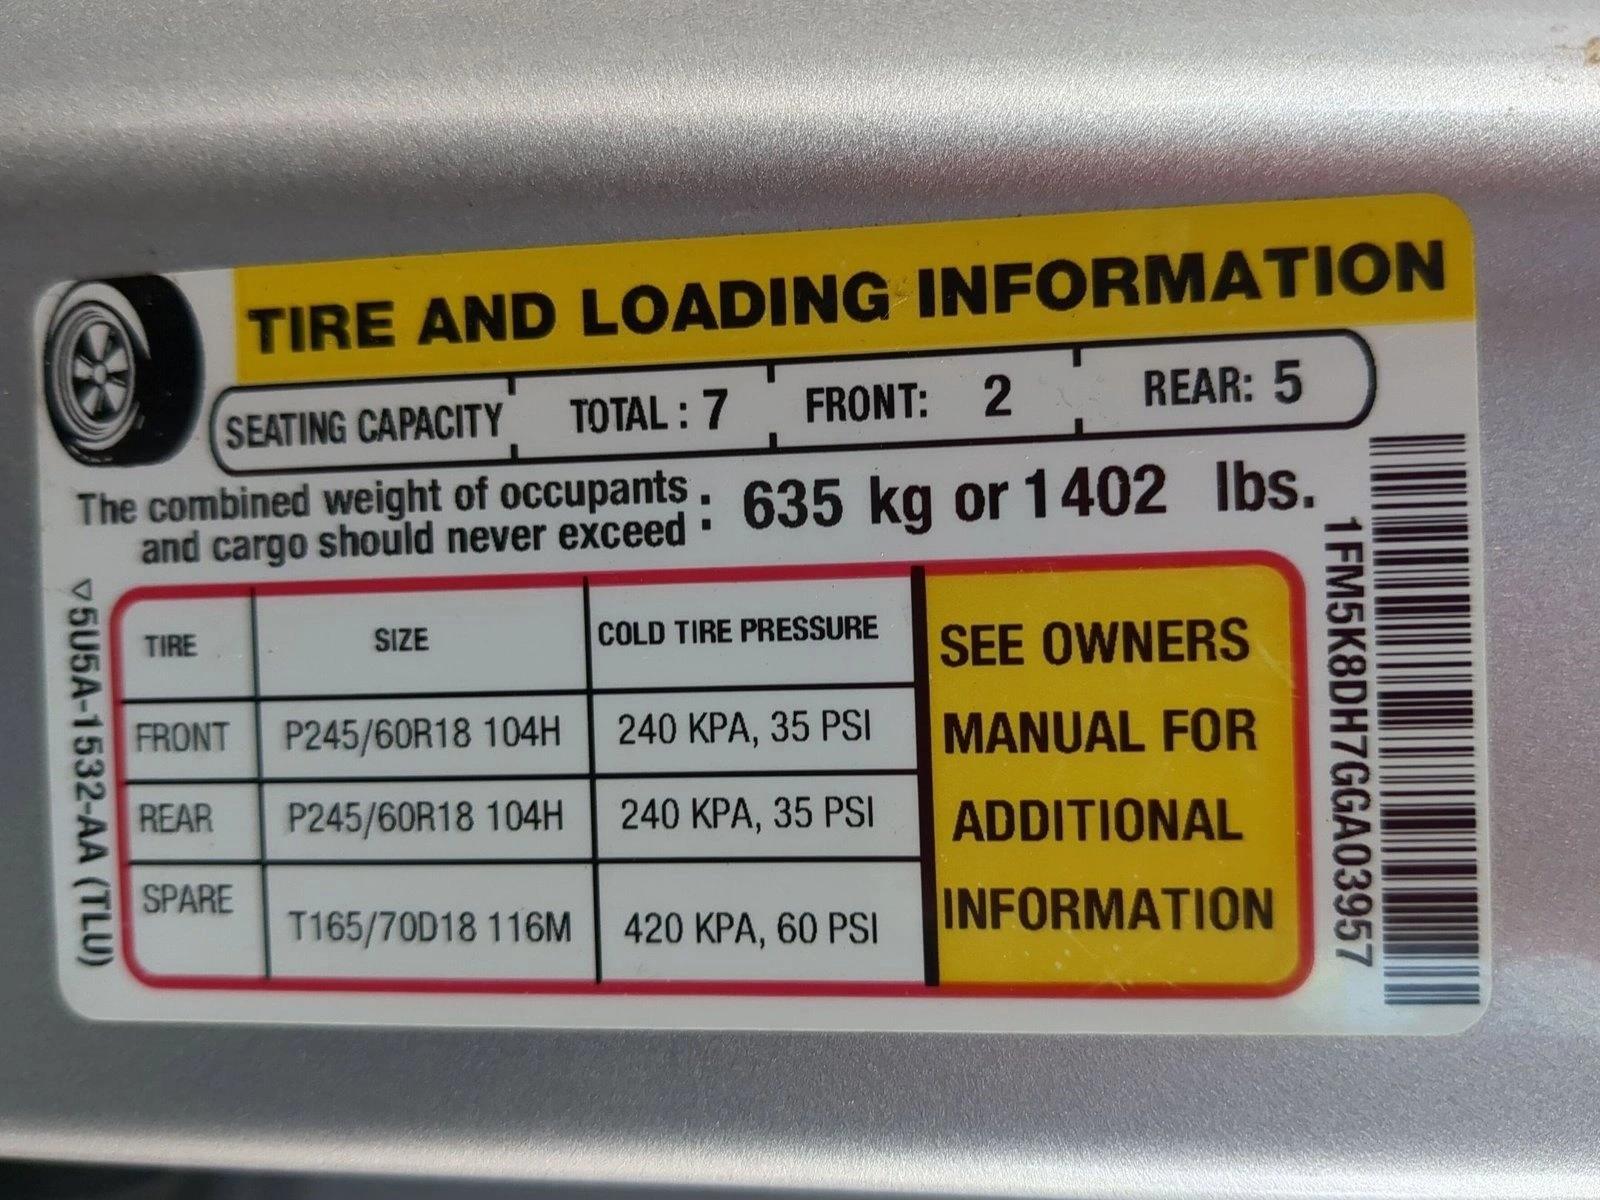 TIRE AND LOADING INFORMATION
SEATING CAPACITY TOTAL : 7 FRONT: 2 REAR: 5
The combined weight of occupants
and cargo should never exceed : 635 kg or 1402 lbs.
TIRE SIZE COLD TIRE PRESSURE
FRONT P245/60R18 104H 240 KPA, 35 PSI
REAR P245/60R18 104H 240 KPA, 35 PSI
SPARE T165/70D18 116M 420 KPA, 60 PSI
SEE OWNERS
MANUAL FOR
ADDITIONAL
INFORMATION
▽5U5A-1532-AA (TLU)
1FM5K8DH7GGA03957